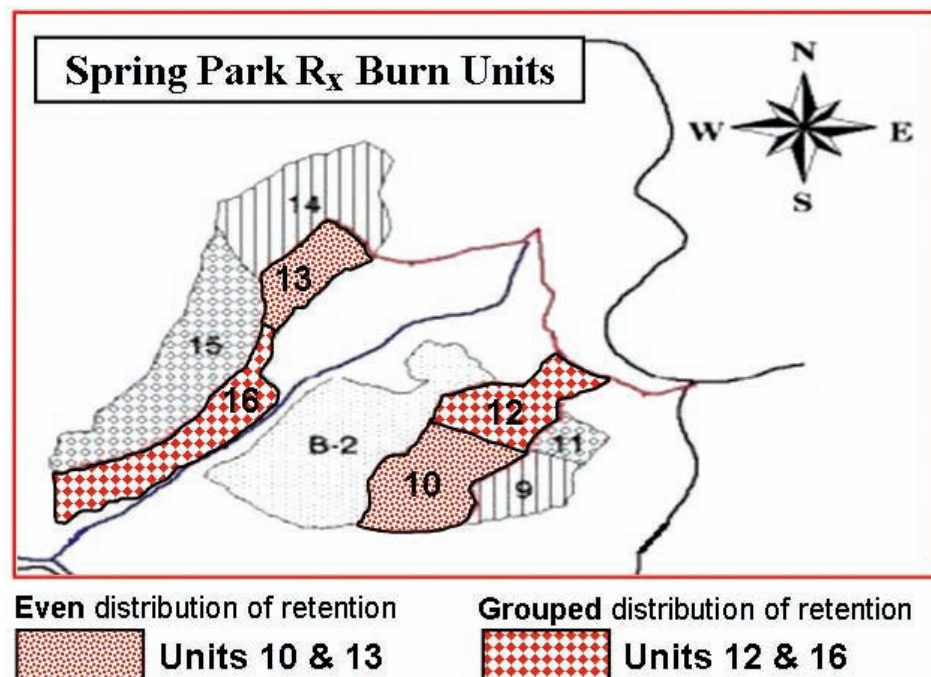 Spring Park Rx Burn Units
N
W E
S
14
13
15
16
12
B-2
11
10
9
Even distribution of retention
Units 10 & 13
Grouped distribution of retention
Units 12 & 16